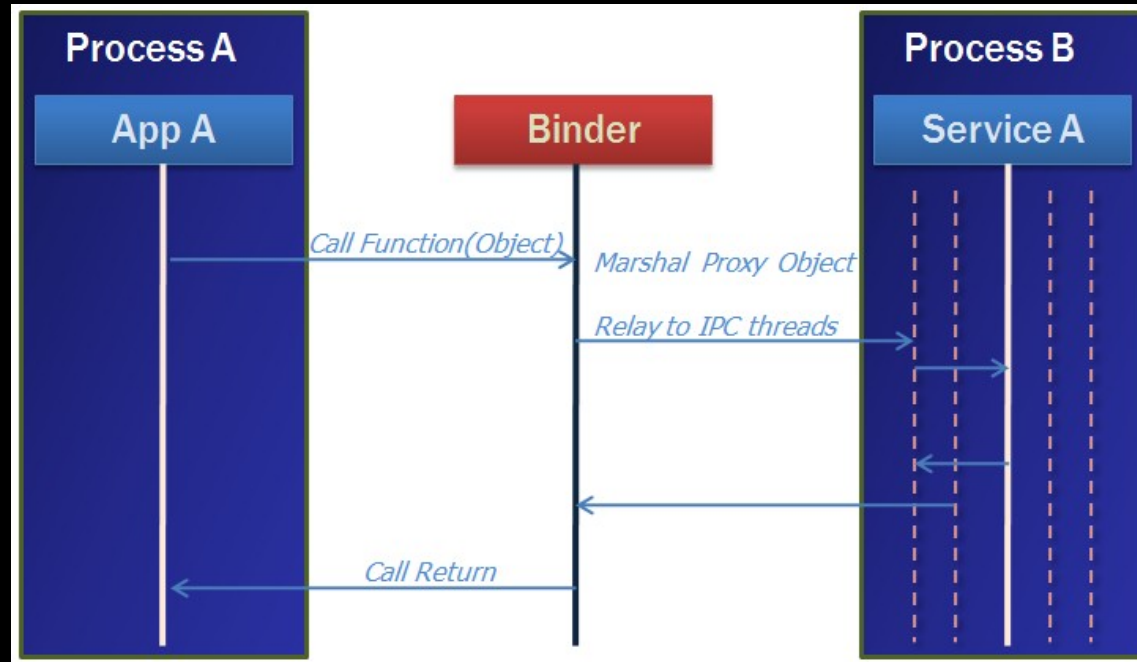 Process A
Process B
App A
Binder
Service A
Call Function(Object)
Marshal Proxy Object
Relay to IPC threads
Call Return